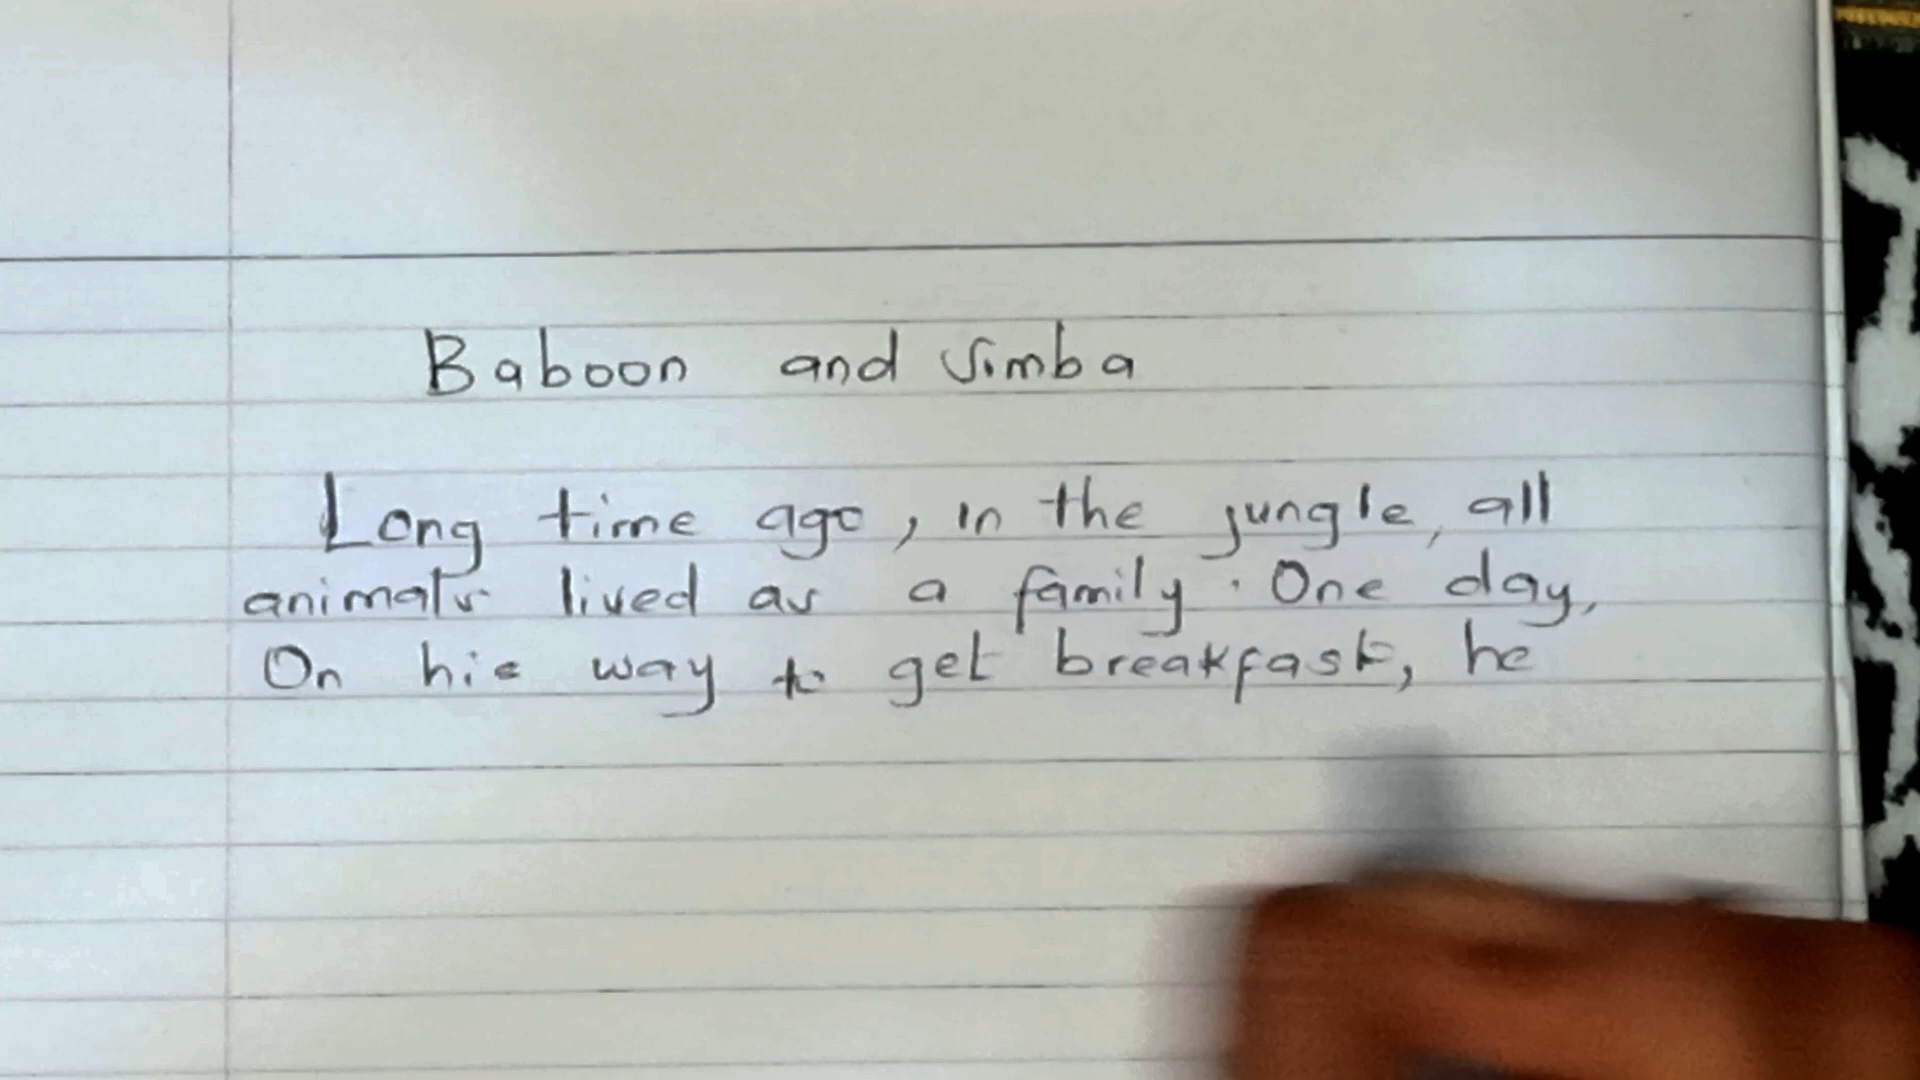 Baboon and Simba
Long time ago, in the jungle, all
animals lived as a family. One day,
On his way to get breakfast, he